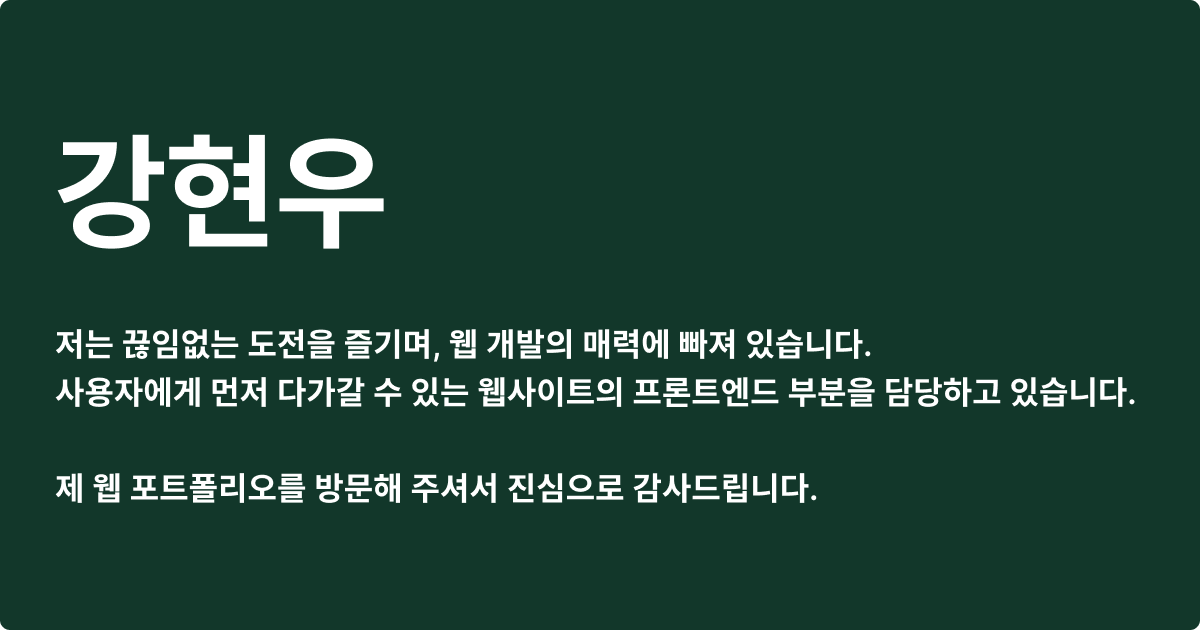 강현우
저는 끊임없는 도전을 즐기며, 웹 개발의 매력에 빠져 있습니다.
사용자에게 먼저 다가갈 수 있는 웹사이트의 프론트엔드 부분을 담당하고 있습니다.
제 웹 포트폴리오를 방문해 주셔서 진심으로 감사드립니다.